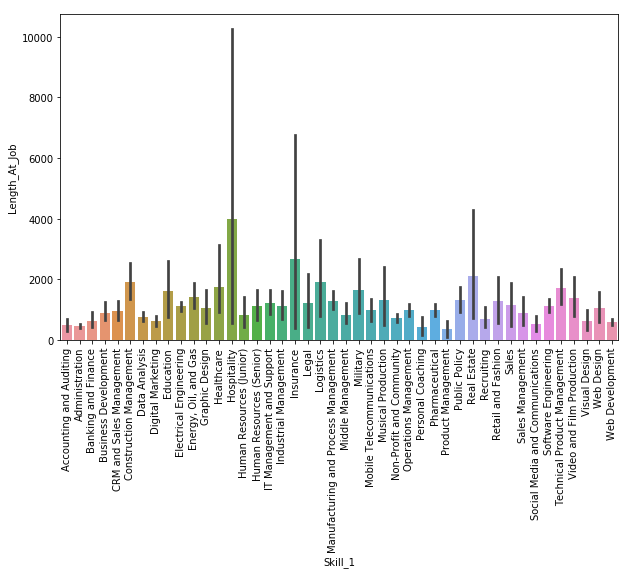 10000
8000
6000
4000
2000
0
Length_At_Job
Accounting and Auditing
Administration
Banking and Finance
Business Development
CRM and Sales Management
Construction Management
Data Analysis
Digital Marketing
Education
Electrical Engineering
Energy, Oil, and Gas
Graphic Design
Healthcare
Hospitality
Human Resources (Junior)
Human Resources (Senior)
IT Management and Support
Industrial Management
Insurance
Legal
Logistics
Manufacturing and Process Management
Middle Management
Military
Mobile Telecommunications
Musical Production
Non-Profit and Community
Operations Management
Personal Coaching
Pharmaceutical
Product Management
Public Policy
Real Estate
Recruiting
Retail and Fashion
Sales
Sales Management
Social Media and Communications
Software Engineering
Technical Product Management
Video and Film Production
Visual Design
Web Design
Web Development
Skill_1